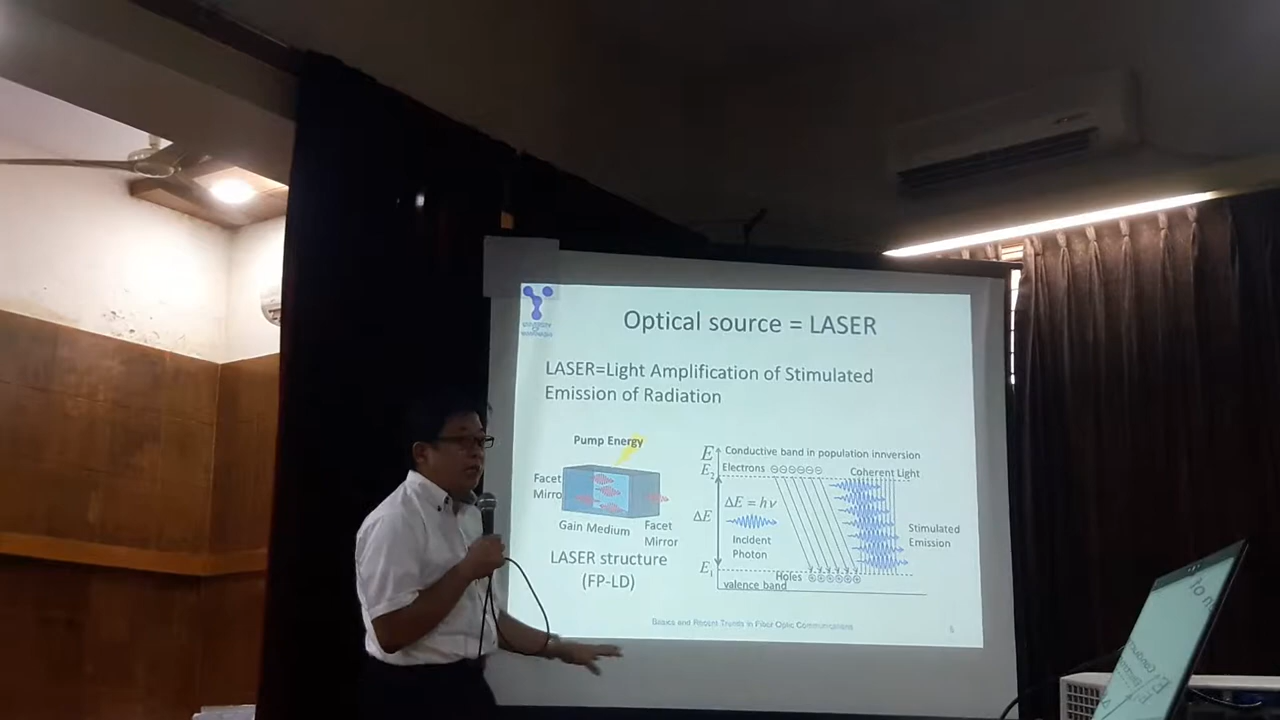 Optical source = LASER
LASER=Light Amplification of Stimulated
Emission of Radiation
Pump Energy
Facet
Mirro
Gain Medium
Facet
Mirror
LASER structure
(FP-LD)
E
Conductive band in population innversion
E2
Electrons
Coherent Light
ΔE = hν
ΔE
Incident
Photon
Stimulated
Emission
E1
Holes
valence band
Basics and Recent Trends in Fiber Optic Communications